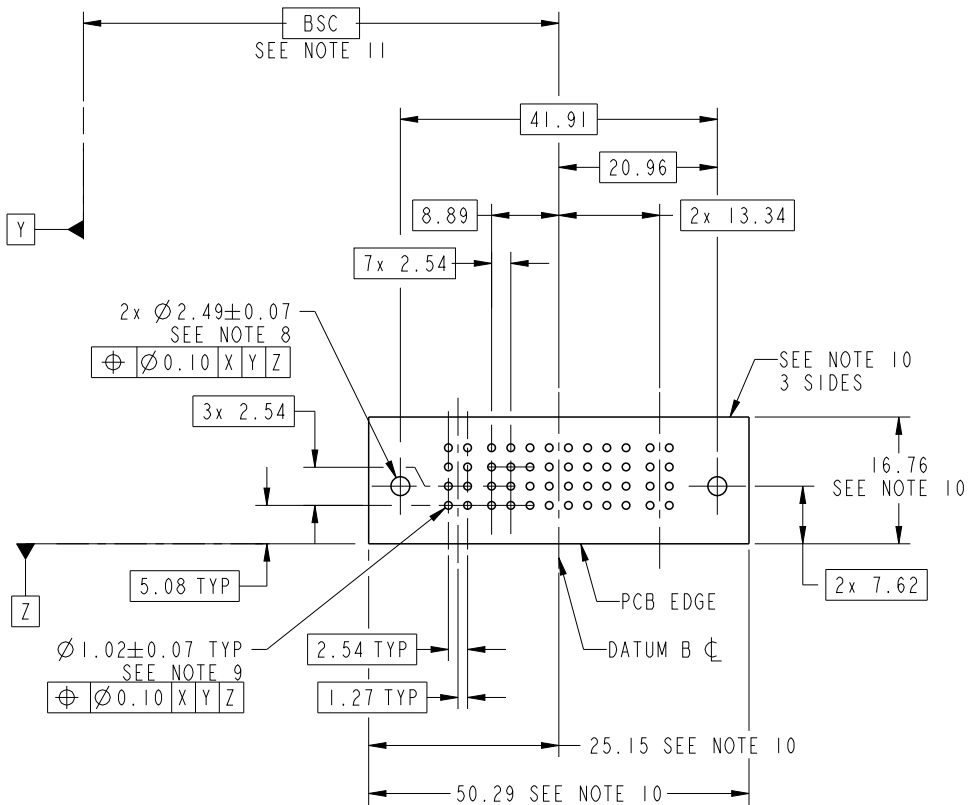 BSC
SEE NOTE 11
41.91
20.96
8.89
2x 13.34
Y
7x 2.54
2x Ø2.49±0.07
SEE NOTE 8
⌖ Ø0.10 X Y Z
SEE NOTE 10
3 SIDES
3x 2.54
16.76
SEE NOTE 10
5.08 TYP
2x 7.62
Z
PCB EDGE
Ø1.02±0.07 TYP
SEE NOTE 9
⌖ Ø0.10 X Y Z
2.54 TYP
DATUM B ℄
1.27 TYP
25.15 SEE NOTE 10
50.29 SEE NOTE 10